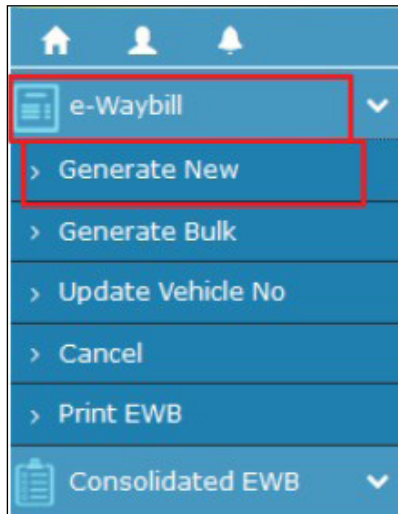 e-Waybill
Generate New
Generate Bulk
Update Vehicle No
Cancel
Print EWB
Consolidated EWB